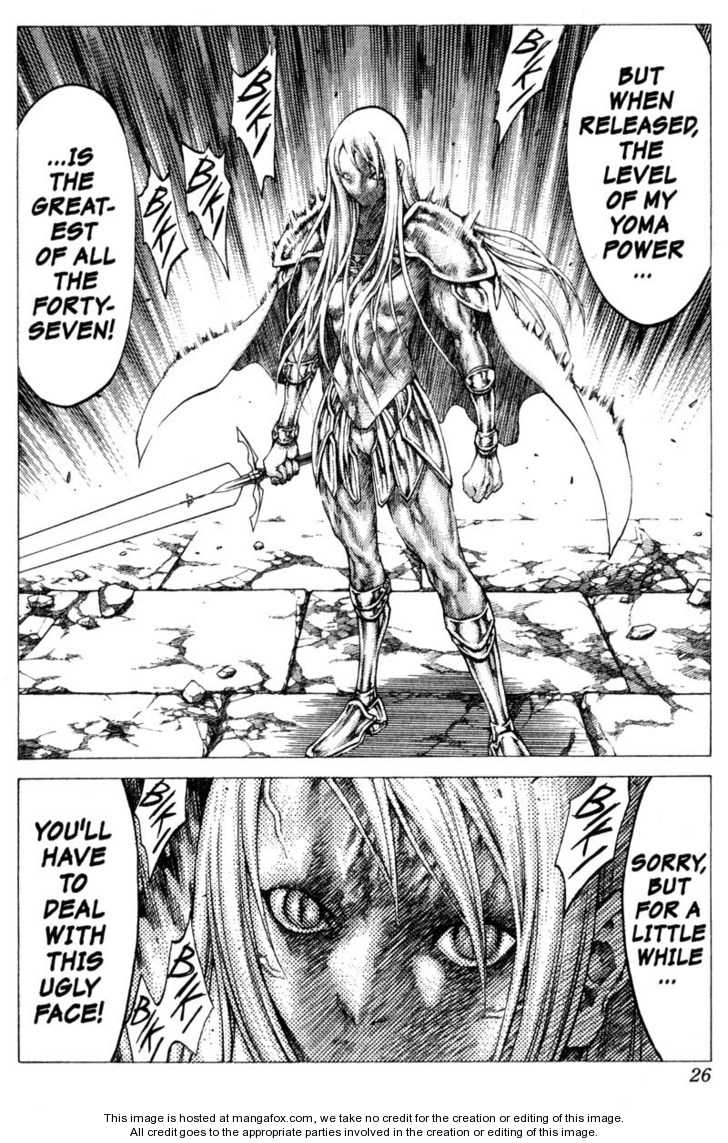 BUT
WHEN
RELEASED,
THE
LEVEL
OF MY
YOMA
POWER
...
BIKI
BIKI
BIKI
BIKI
...IS
THE
GREAT-
EST
OF ALL
THE
FORTY-
SEVEN!
SORRY,
BUT
FOR A
LITTLE
WHILE
...
BIKI
BIKI
BIKI
BIKI
YOU'LL
HAVE
TO
DEAL
WITH
THIS
UGLY
FACE!
26
This image is hosted at mangafox.com, we take no credit for the creation or editing of this image.
All credit goes to the appropriate parties involved in the creation or editing of this image.